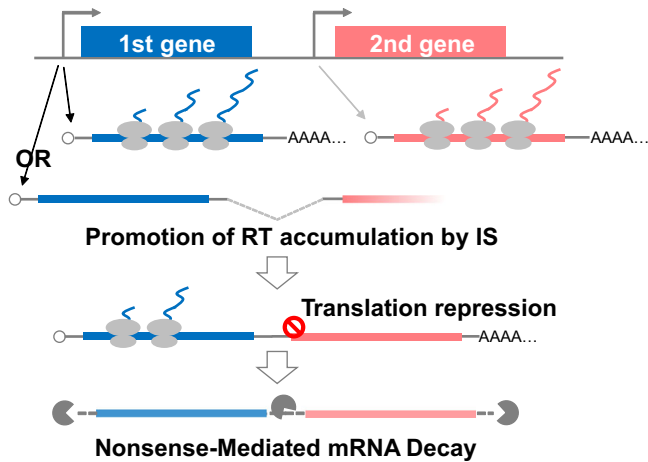 1st gene
2nd gene
AAAA...
AAAA...
OR
Promotion of RT accumulation by IS
Translation repression
AAAA...
Nonsense-Mediated mRNA Decay